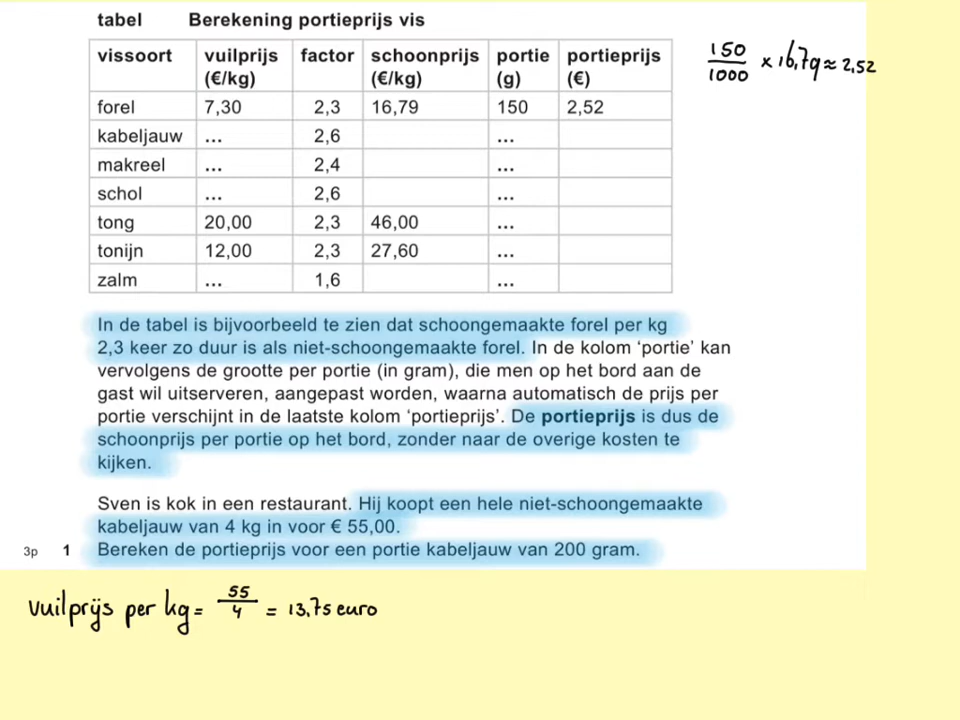 tabel Berekening portieprijs vis
vissoort vuilprijs (€/kg) factor schoonprijs (€/kg) portie (g) portieprijs (€)
forel 7,30 2,3 16,79 150 2,52
kabeljauw ... 2,6 ...
makreel ... 2,4 ...
schol ... 2,6 ...
tong 20,00 2,3 46,00 ...
tonijn 12,00 2,3 27,60 ...
zalm ... 1,6 ...
150/1000 × 16,79 ≈ 2,52
In de tabel is bijvoorbeeld te zien dat schoongemaakte forel per kg
2,3 keer zo duur is als niet-schoongemaakte forel. In de kolom ‘portie’ kan
vervolgens de grootte per portie (in gram), die men op het bord aan de
gast wil uitserveren, aangepast worden, waarna automatisch de prijs per
portie verschijnt in de laatste kolom ‘portieprijs’. De portieprijs is dus de
schoonprijs per portie op het bord, zonder naar de overige kosten te
kijken.
Sven is kok in een restaurant. Hij koopt een hele niet-schoongemaakte
kabeljauw van 4 kg in voor € 55,00.
3p 1 Bereken de portieprijs voor een portie kabeljauw van 200 gram.
vuilprijs per kg = 55/4 = 13,75 euro